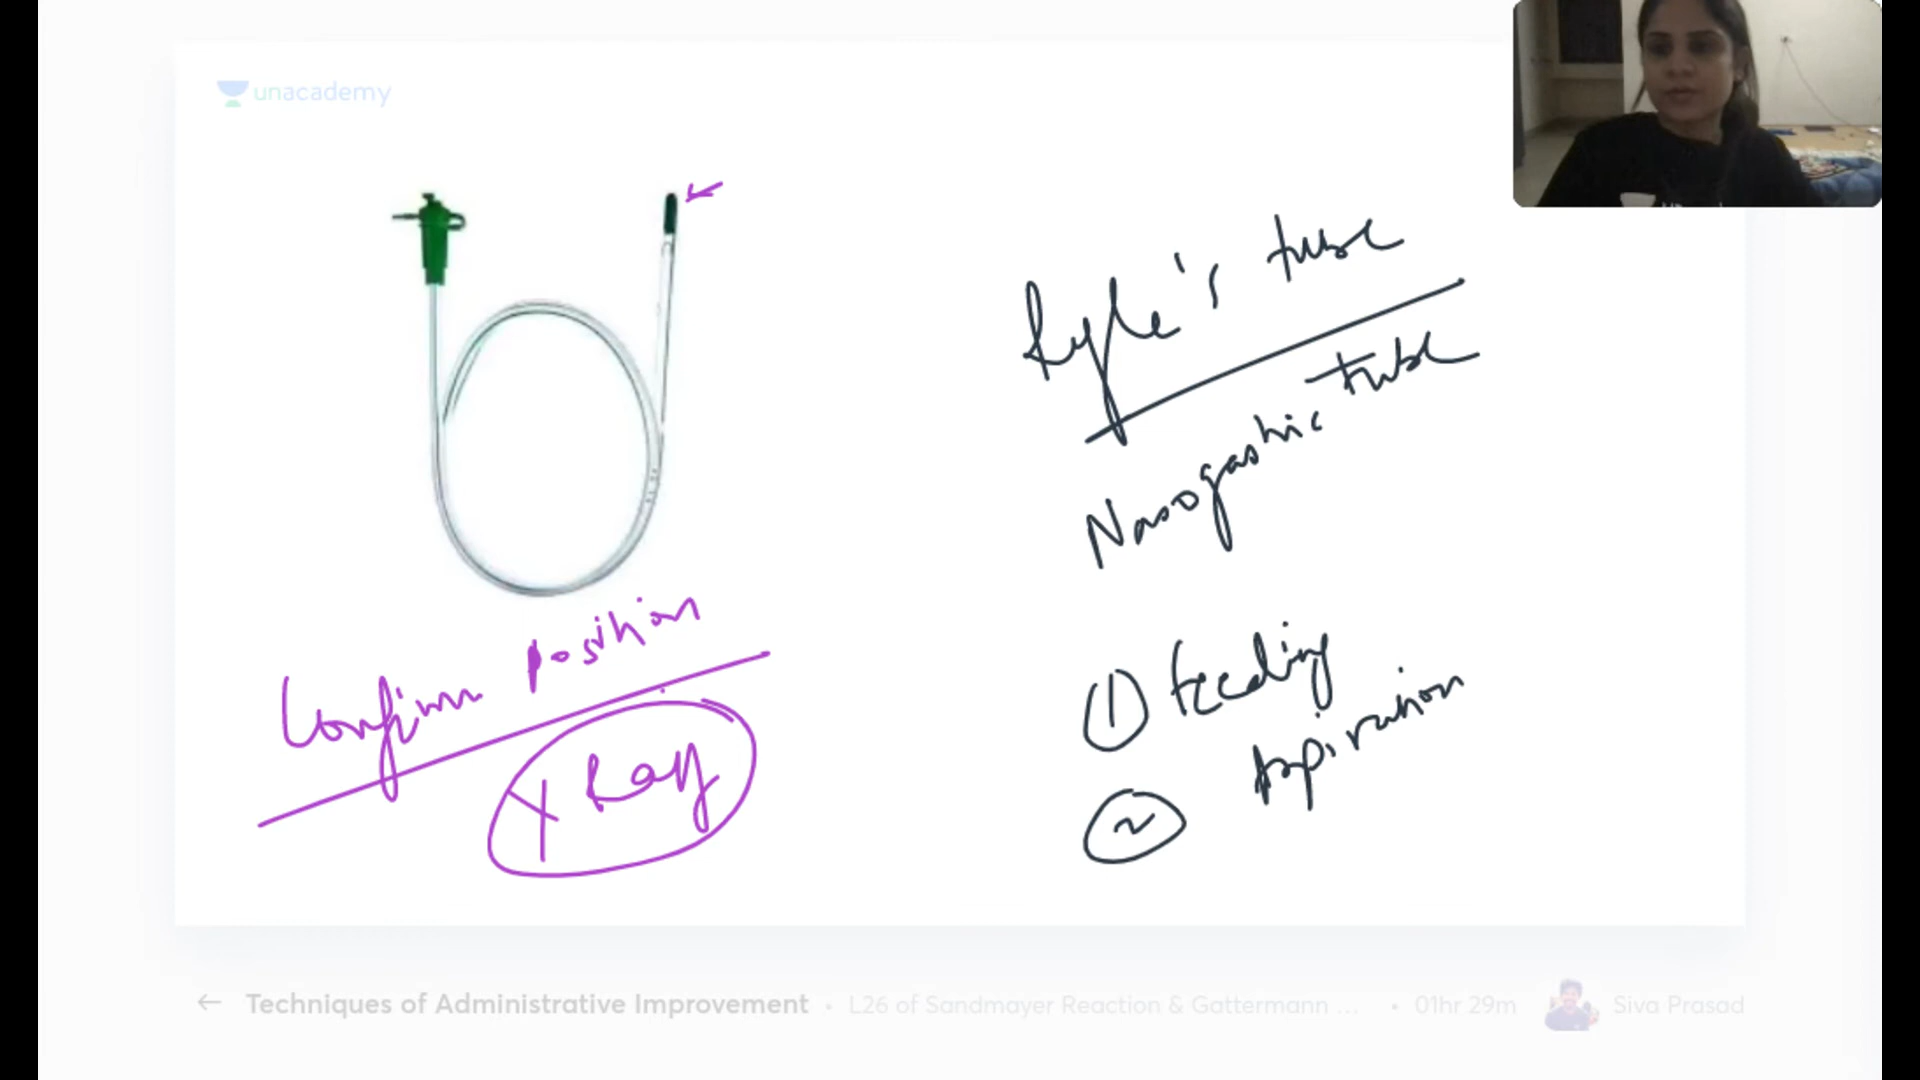 unacademy
Ryle's tube
Nasogastric tube
Confirm position
X Ray
① Feeding
② Aspiration
Techniques of Administrative Improvement • L26 of Sandmayer Reaction & Gattermann ... • 01hr 29m Siva Prasad